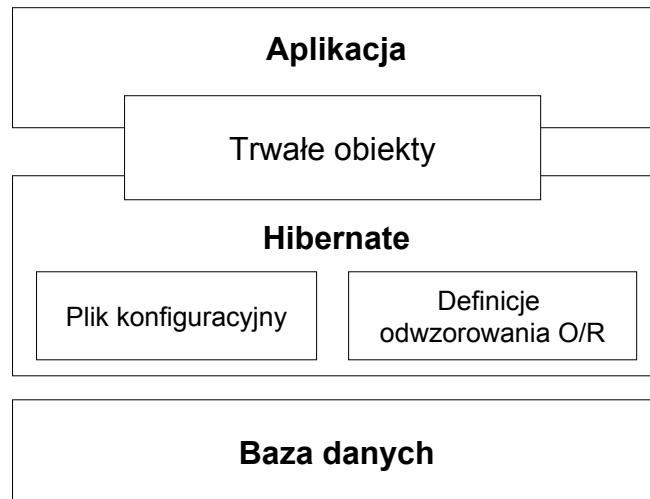 Aplikacja
Trwałe obiekty
Hibernate
Plik konfiguracyjny
Definicje
odwzorowania O/R
Baza danych